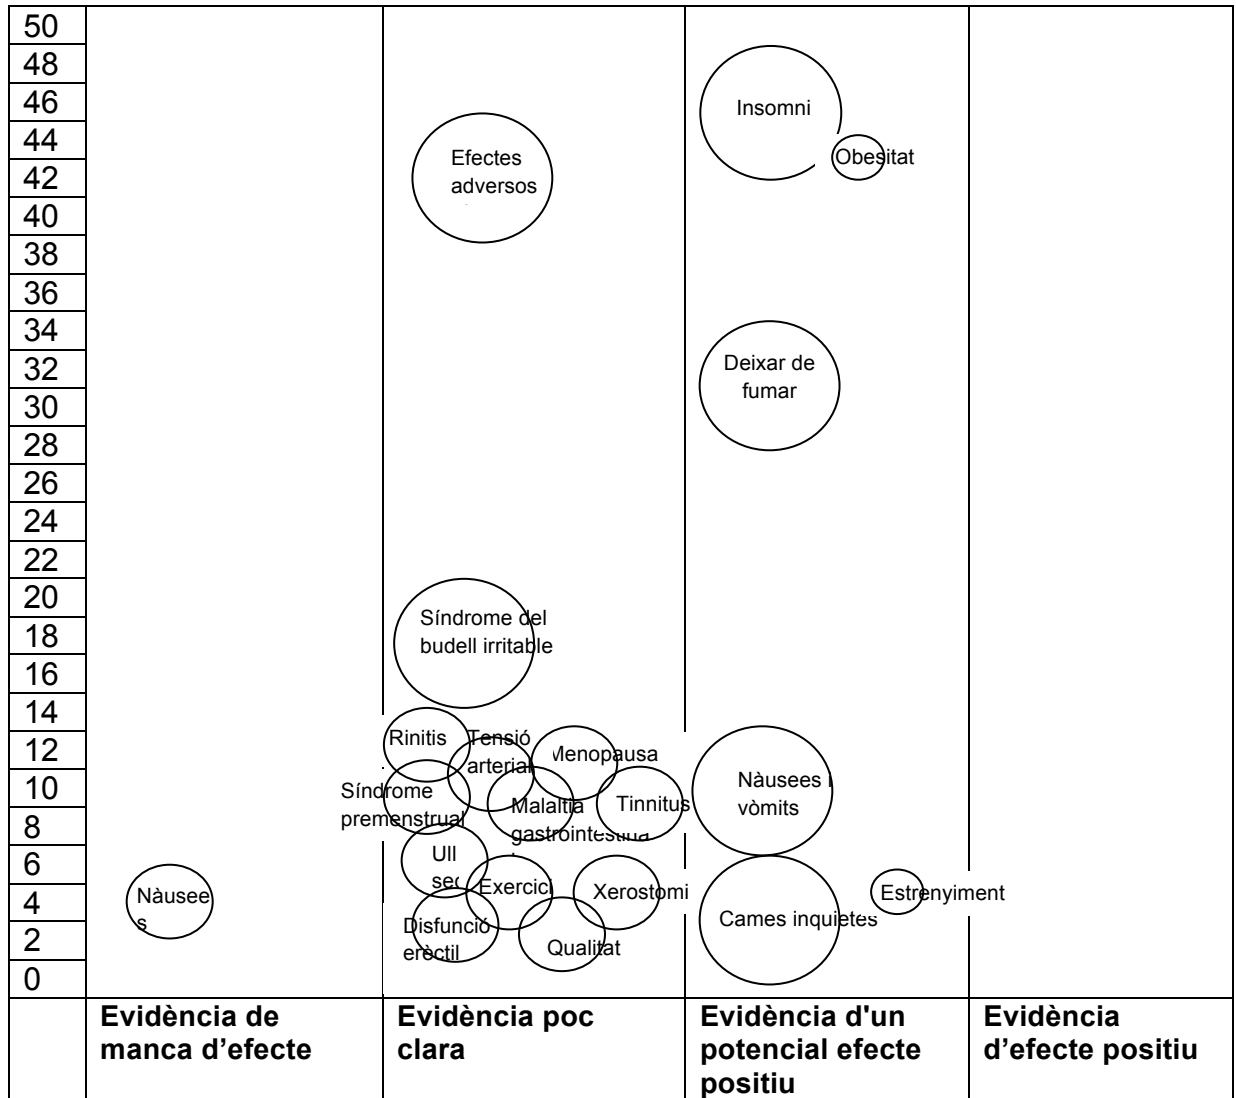 50
48
46
44
42
40
38
36
34
32
30
28
26
24
22
20
18
16
14
12
10
8
6
4
2
0
Insomni
Obesitat
Efectes
adversos
Deixar de
fumar
Síndrome del
budell irritable
Rinitis
Tensió
arterial
Menopausa
Síndrome
premenstrual
Malaltia
gastrointestina
Tinnitus
Nàusees i
vòmits
Ull
sec
Exercici
Xerostomi
Nàusee
s
Disfunció
erèctil
Qualitat
Cames inquietes
Estrenyiment
Evidència de
manca d’efecte
Evidència poc
clara
Evidència d'un
potencial efecte
positiu
Evidència
d’efecte positiu